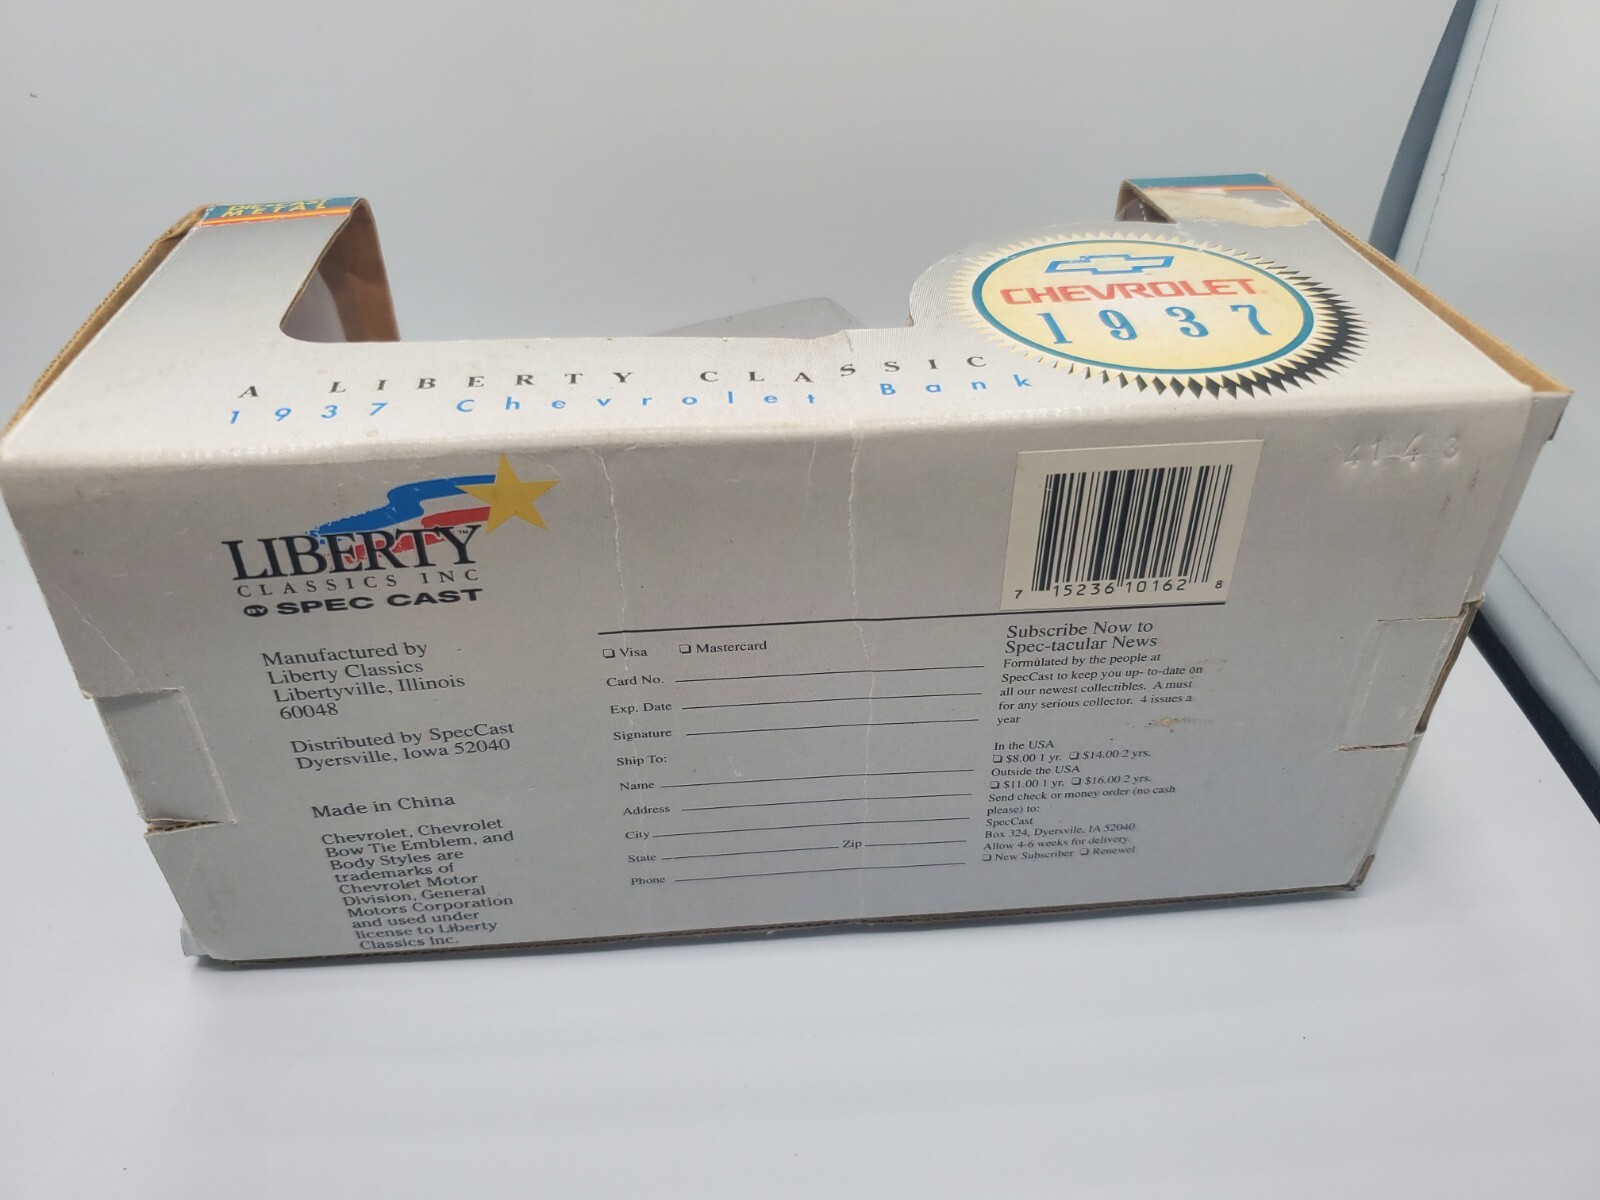 DIE-CAST
METAL
CHEVROLET
1937
A LIBERTY CLASSIC
1937 Chevrolet Bank
41-4 3
LIBERTY™
CLASSICS INC
BY SPEC CAST
7 15236 10162 8
Manufactured by
Liberty Classics
Libertyville, Illinois
60048
Distributed by SpecCast
Dyersville, Iowa 52040
Made in China
Chevrolet, Chevrolet
Bow Tie Emblem, and
Body Styles are
trademarks of
Chevrolet Motor
Division, General
Motors Corporation
and used under
license to Liberty
Classics Inc.
❏ Visa ❏ Mastercard
Card No.
Exp. Date
Signature
Ship To:
Name
Address
City
State Zip
Phone
Subscribe Now to
Spec-tacular News
Formulated by the people at
SpecCast to keep you up- to-date on
all our newest collectibles. A must
for any serious collector. 4 issues a
year
In the USA
❏ $8.00 1 yr. ❏ $14.00 2 yrs.
Outside the USA
❏ $11.00 1 yr. ❏ $16.00 2 yrs.
Send check or money order (no cash
please) to:
SpecCast
Box 324, Dyersville, IA 52040
Allow 4-6 weeks for delivery.
❏ New Subscriber ❏ Renewel